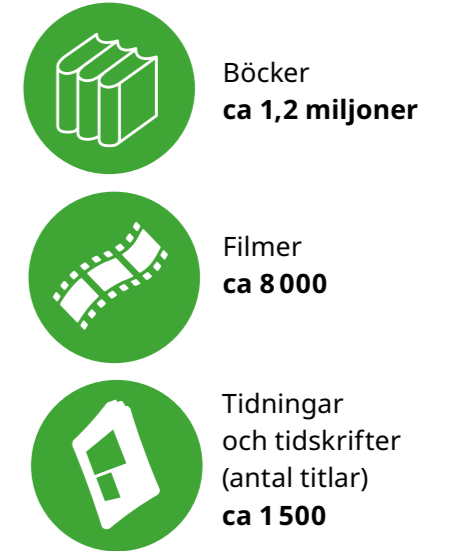 Böcker
ca 1,2 miljoner
Filmer
ca 8 000
Tidningar
och tidskrifter
(antal titlar)
ca 1 500